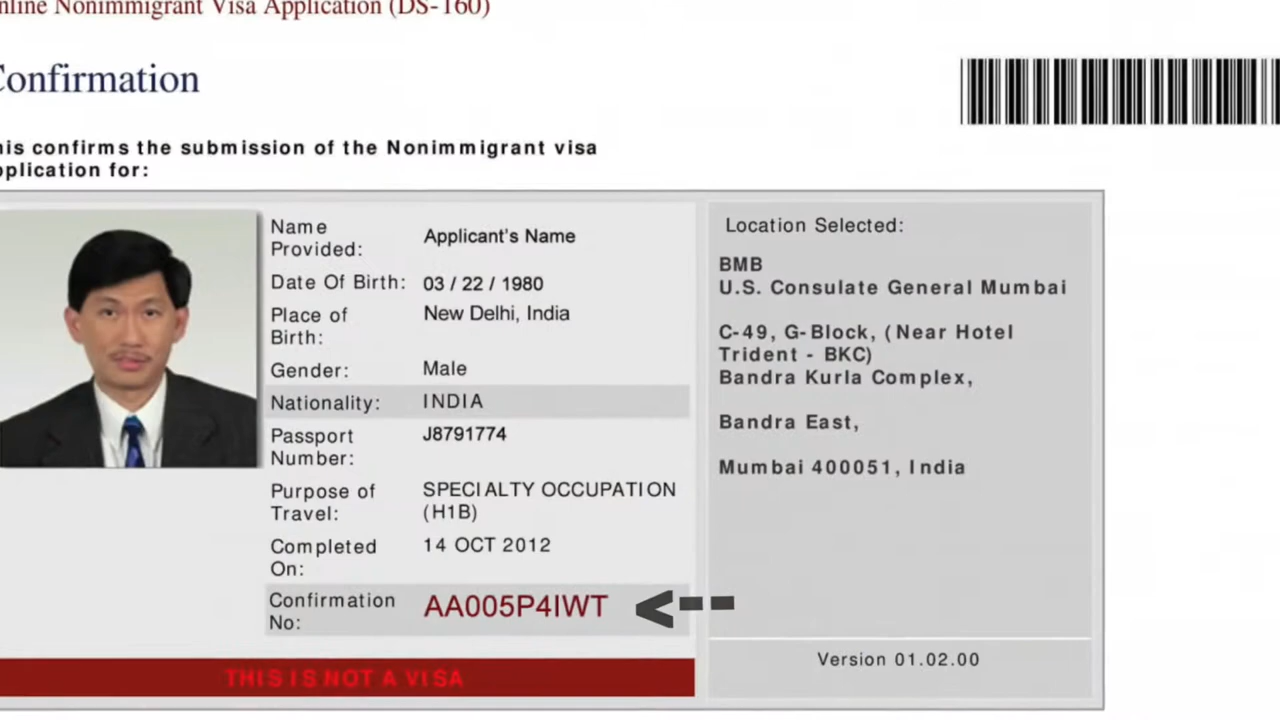 nline Nonimmigrant Visa Application (DS-160)
Confirmation
his confirms the submission of the Nonimmigrant visa
pplication for:
Name
Provided:
Applicant's Name
Date Of Birth: 03 / 22 / 1980
Place of
Birth:
New Delhi, India
Gender: Male
Nationality: INDIA
Passport
Number:
J8791774
Purpose of
Travel:
SPECIALTY OCCUPATION
(H1B)
Completed
On:
14 OCT 2012
Confirmation
No:
AA005P4IWT
THIS IS NOT A VISA
Location Selected:
BMB
U.S. Consulate General Mumbai
C-49, G-Block, (Near Hotel
Trident - BKC)
Bandra Kurla Complex,
Bandra East,
Mumbai 400051, India
Version 01.02.00